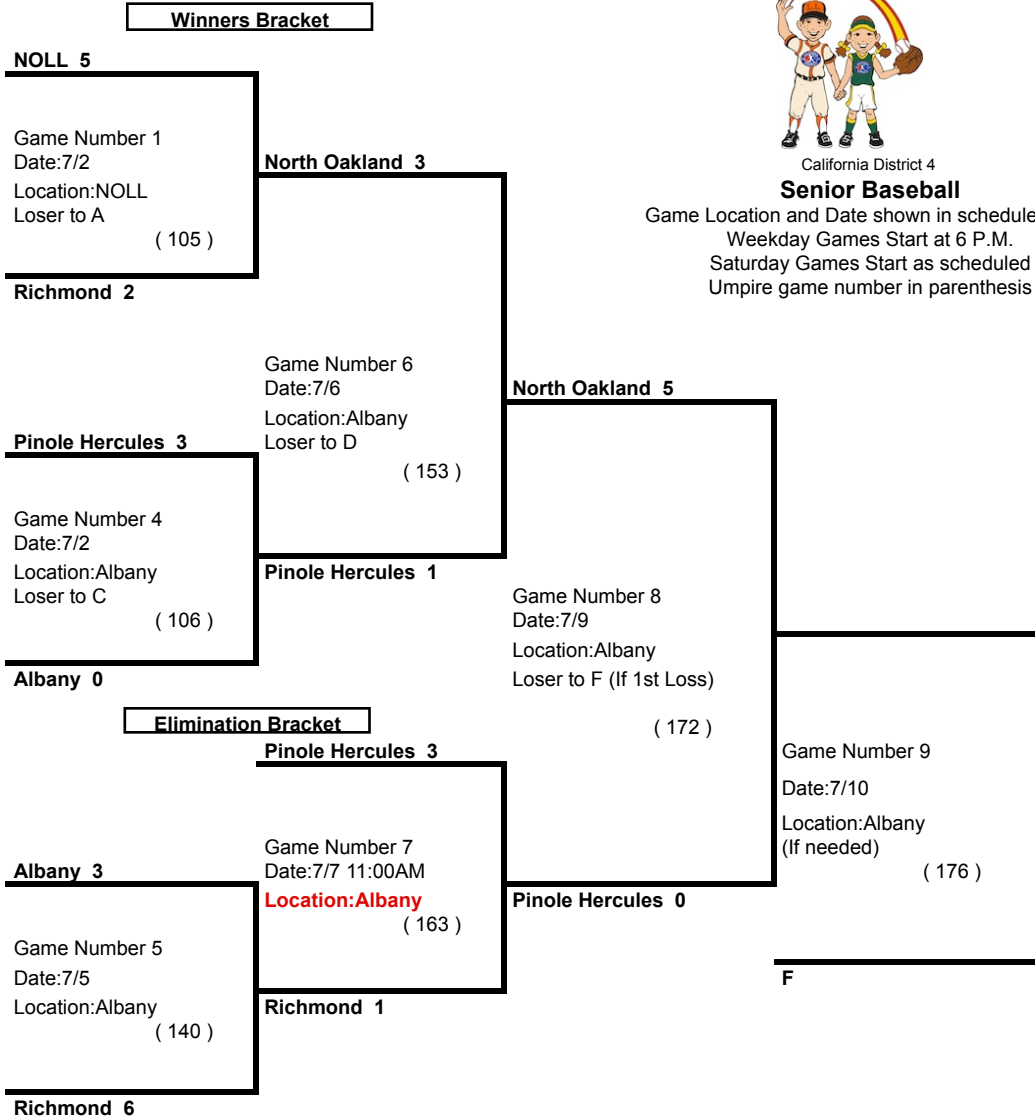 Winners Bracket
NOLL 5
Game Number 1
Date:7/2
Location:NOLL
Loser to A
( 105 )
Richmond 2
North Oakland 3
California District 4
Senior Baseball
Game Location and Date shown in schedule
Weekday Games Start at 6 P.M.
Saturday Games Start as scheduled
Umpire game number in parenthesis
Game Number 6
Date:7/6
Location:Albany
Loser to D
( 153 )
North Oakland 5
Pinole Hercules 3
Game Number 4
Date:7/2
Location:Albany
Loser to C
( 106 )
Albany 0
Pinole Hercules 1
Game Number 8
Date:7/9
Location:Albany
Loser to F (If 1st Loss)
( 172 )
Elimination Bracket
Pinole Hercules 3
Game Number 7
Date:7/7 11:00AM
Location:Albany
( 163 )
Game Number 9
Date:7/10
Location:Albany
(If needed)
( 176 )
Albany 3
Game Number 5
Date:7/5
Location:Albany
( 140 )
Richmond 6
Pinole Hercules 0
Richmond 1
F